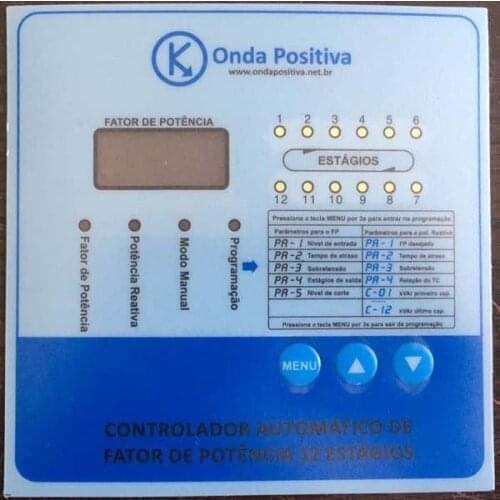 K Onda Positiva
www.ondapositiva.net.br
FATOR DE POTÊNCIA
1 2 3 4 5 6
ESTÁGIOS
12 11 10 9 8 7
Fator de Potência
Potência Reativa
Modo Manual
Programação
Pressione a tecla MENU por 3s para entrar na programação
Parâmetros para o FP Parâmetros para a pot. Reativa
PA-1 Nivel de entrada PA-1 FP desejado
PA-2 Tempo de atraso PA-2 Tempo de atraso
PA-3 Sobretensão PA-3 Sobretensão
PA-4 Estágios de saída PA-4 Relação do TC
PA-5 Nivel de corte C-01 kVAr primeiro cap.
C-12 kVAr último cap.
Pressione a tecla MENU por 3s para sair da programação
MENU
CONTROLADOR AUTOMÁTICO DE
FATOR DE POTÊNCIA 12 ESTÁGIOS